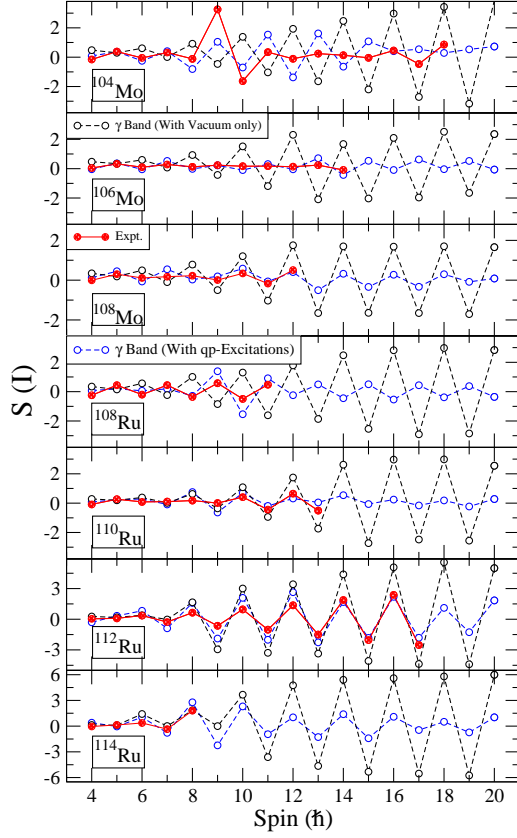 2
0
-2
104Mo
γ Band (With Vacuum only)
2
0
-2
106Mo
Expt.
2
0
-2
108Mo
γ Band (With qp-Excitations)
2
0
-2
108Ru
S (I)
2
0
-2
110Ru
3
0
-3
112Ru
6
3
0
-3
-6
114Ru
4 6 8 10 12 14 16 18 20
Spin (ħ)